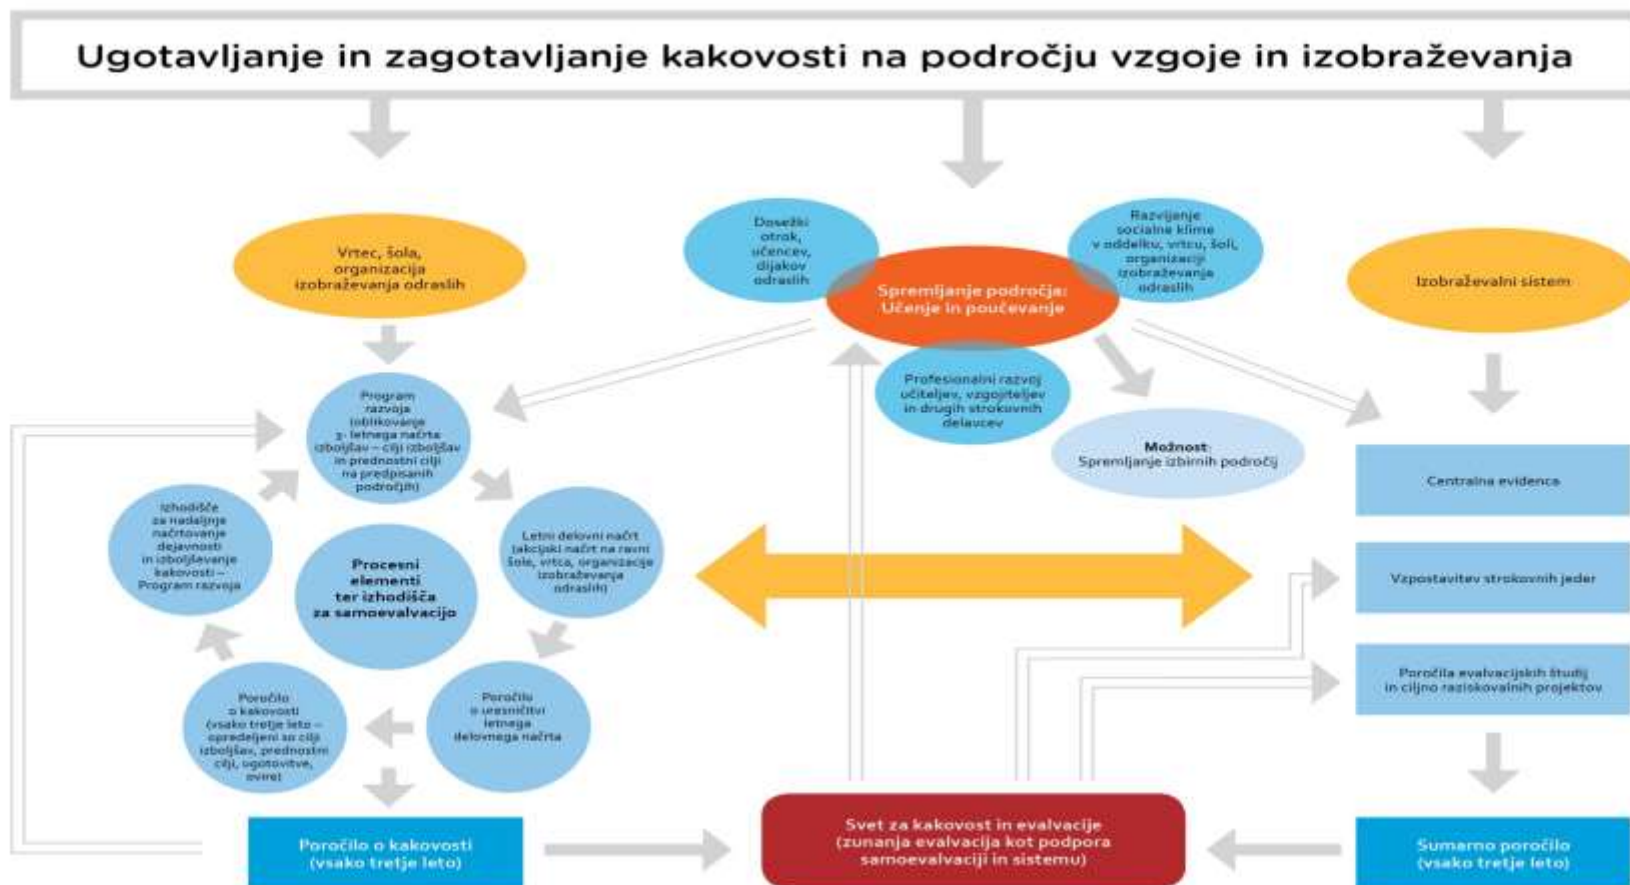 Ugotavljanje in zagotavljanje kakovosti na področju vzgoje in izobraževanja
Vrtec, šola,
organizacija
izobraževanja odraslih
Dosežki
otrok,
učencev,
dijakov
odraslih
Spremljanje področja:
Učenje in poučevanje
Razvijanje
socialne klime
v oddelku, vrtcu, šoli,
organizaciji
izobraževanja
odraslih
Profesionalni razvoj
učiteljev, vzgojiteljev
in drugih strokovnih
delavcev
Možnost:
Spremljanje izbirnih področij
Izobraževalni sistem
Program
razvoja
(oblikovanje
3- letnega načrta
izboljšav – cilji izboljšav
in prednostni cilji
na predpisanih
področjih)
Letni delovni načrt
(akcijski načrt na ravni
šole, vrtca, organizacije
izobraževanja
odraslih)
Poročilo
o uresničitvi
letnega
delovnega načrta
Poročilo
o kakovosti
(vsako tretje leto –
opredeljeni so cilji
izboljšav, prednostni
cilji, ugotovitve,
ovire)
Izhodišče
za nadaljnje
načrtovanje
dejavnosti
in izboljševanje
kakovosti –
Program razvoja
Procesni
elementi
ter izhodišča
za samoevalvacijo
Centralna evidenca
Vzpostavitev strokovnih jeder
Poročila evalvacijskih študij
in ciljno raziskovalnih projektov
Poročilo o kakovosti
(vsako tretje leto)
Svet za kakovost in evalvacije
(zunanja evalvacija kot podpora
samoevalvaciji in sistemu)
Sumarno poročilo
(vsako tretje leto)